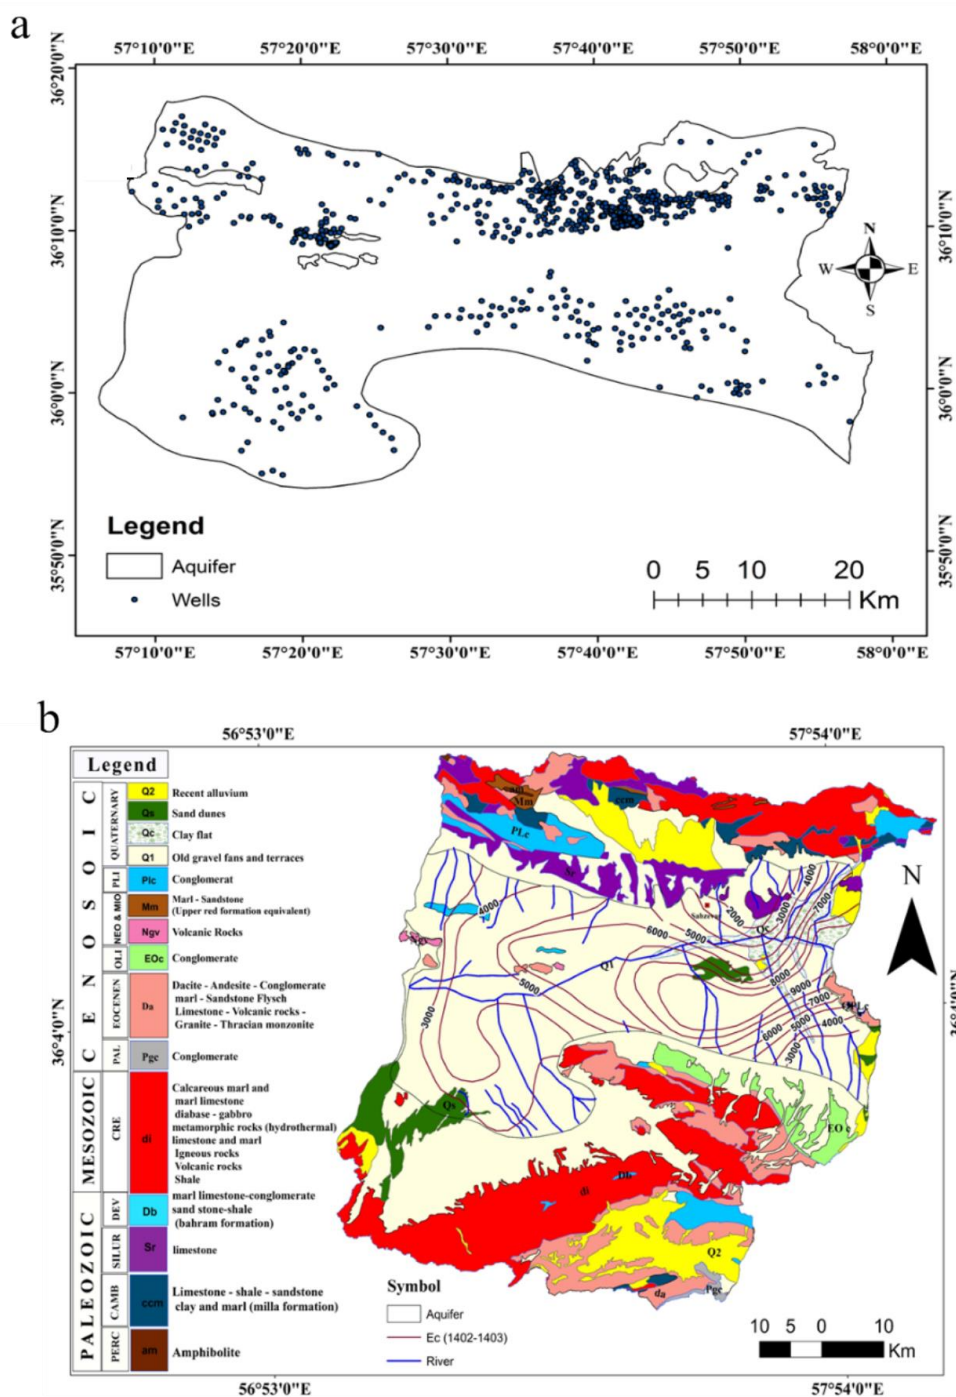 a
57°10'0"E 57°20'0"E 57°30'0"E 57°40'0"E 57°50'0"E 58°0'0"E
36°20'0"N
36°10'0"N 36°10'0"N
N
W E
S
36°0'0"N 36°0'0"N
35°50'0"N 35°50'0"N
Legend
Aquifer
Wells
0 5 10 20
Km
57°10'0"E 57°20'0"E 57°30'0"E 57°40'0"E 57°50'0"E 58°0'0"E
b
56°53'0"E 57°54'0"E
Legend
CENOSOIC
QUATERNARY
Q2 Recent alluvium
Qs Sand dunes
Qc Clay flat
Q1 Old gravel fans and terraces
PLI
Plc Conglomerat
NEO & MIO
Mm Marl - Sandstone
(Upper red formation equivalent)
Ngv Volcanic Rocks
OLI
EOc Conglomerate
EOCENEN
Da
Dacite - Andesite - Conglomerate
marl - Sandstone Flysch
Limestone - Volcanic rocks -
Granite - Thracian monzonite
PAL
Pgc Conglomerate
MESOZOIC
CRE
di
Calcareous marl and
marl limestone
diabase - gabbro
metamorphic rocks (hydrothermal)
limestone and marl
Igneous rocks
Volcanic rocks
Shale
PALEOZOIC
DEV
Db
marl limestone-conglomerate
sand stone-shale
(bahram formation)
SILUR
Sr limestone
CAMB
ccm
Limestone - shale - sandstone
clay and marl (milla formation)
PERC
am Amphibolite
36°4'0"N
am
Mm
ccm
PLc
Sr
N
4000
7000
3000
2000
Sabzevar
4000
5000
6000
Qc
Ngv
Q1
8000
9000
5000
7000
PLc
3000
6000
5000
4000
3000
Qs
EO c
Db
di
Q2
Pgc
da
Symbol
Aquifer
Ec (1402-1403)
River
10 5 0 10
Km
56°53'0"E 57°54'0"E